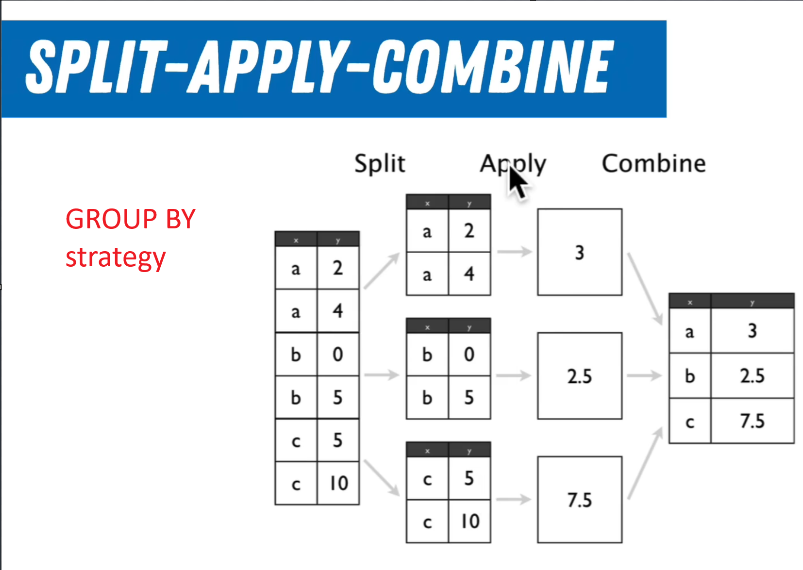 SPLIT-APPLY-COMBINE
Split Apply Combine
GROUP BY
strategy
x y
a 2
a 4
b 0
b 5
c 5
c 10
x y
a 2
a 4
x y
b 0
b 5
x y
c 5
c 10
3
2.5
7.5
x y
a 3
b 2.5
c 7.5